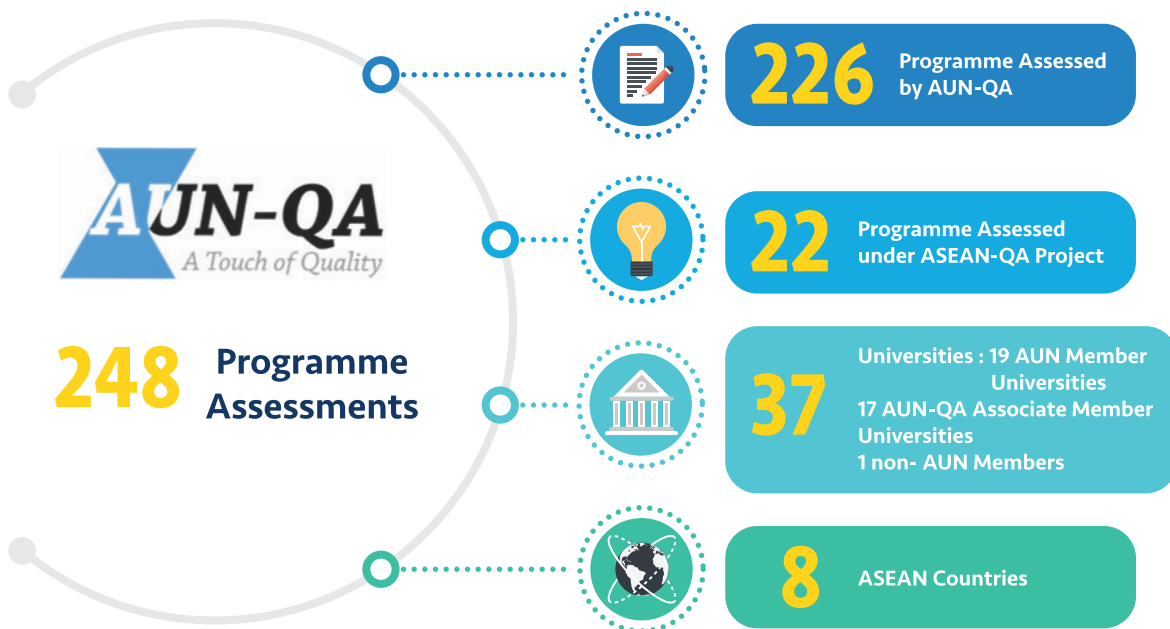 AUN-QA
A Touch of Quality
248
Programme
Assessments
226
Programme Assessed
by AUN-QA
22
Programme Assessed
under ASEAN-QA Project
37
Universities : 19 AUN Member
Universities
17 AUN-QA Associate Member
Universities
1 non- AUN Members
8
ASEAN Countries